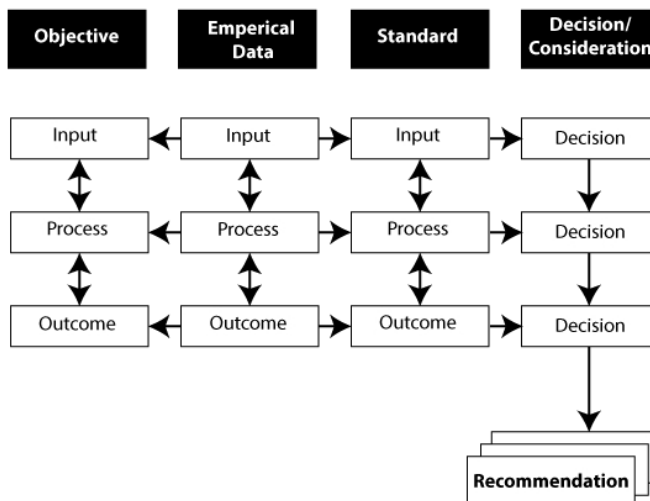 Objective
Emperical
Data
Standard
Decision/
Consideration
Input
Input
Input
Decision
Process
Process
Process
Decision
Outcome
Outcome
Outcome
Decision
Recommendation